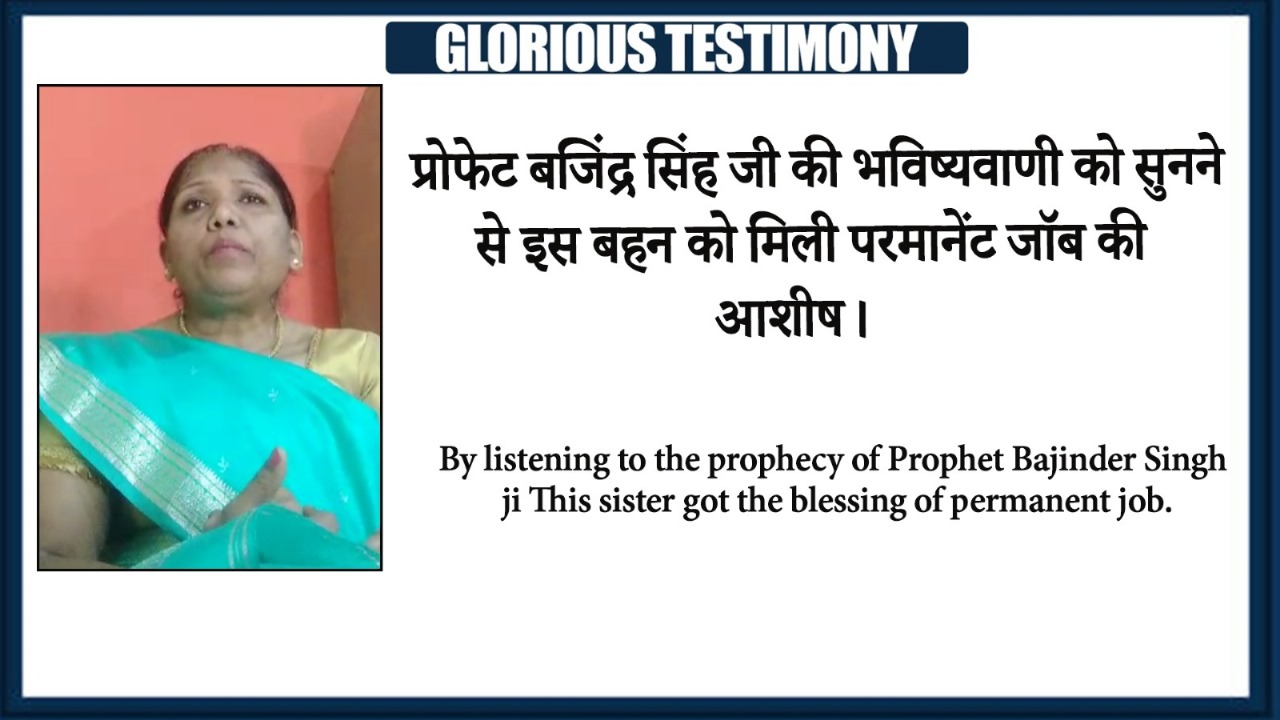 GLORIOUS TESTIMONY
प्रोफेट बजिंद्र सिंह जी की भविष्यवाणी को सुनने
से इस बहन को मिली परमानेंट जॉब की
आशीष।
By listening to the prophecy of Prophet Bajinder Singh
ji This sister got the blessing of permanent job.